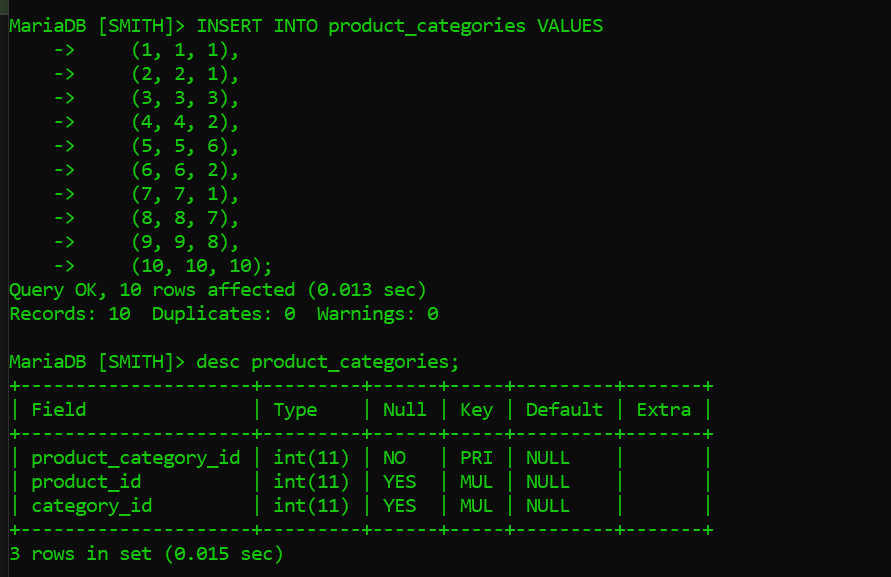 MariaDB [SMITH]> INSERT INTO product_categories VALUES
    ->     (1, 1, 1),
    ->     (2, 2, 1),
    ->     (3, 3, 3),
    ->     (4, 4, 2),
    ->     (5, 5, 6),
    ->     (6, 6, 2),
    ->     (7, 7, 1),
    ->     (8, 8, 7),
    ->     (9, 9, 8),
    ->     (10, 10, 10);
Query OK, 10 rows affected (0.013 sec)
Records: 10  Duplicates: 0  Warnings: 0

MariaDB [SMITH]> desc product_categories;
+---------------------+---------+------+-----+---------+-------+
| Field               | Type    | Null | Key | Default | Extra |
+---------------------+---------+------+-----+---------+-------+
| product_category_id | int(11) | NO   | PRI | NULL    |       |
| product_id          | int(11) | YES  | MUL | NULL    |       |
| category_id         | int(11) | YES  | MUL | NULL    |       |
+---------------------+---------+------+-----+---------+-------+
3 rows in set (0.015 sec)